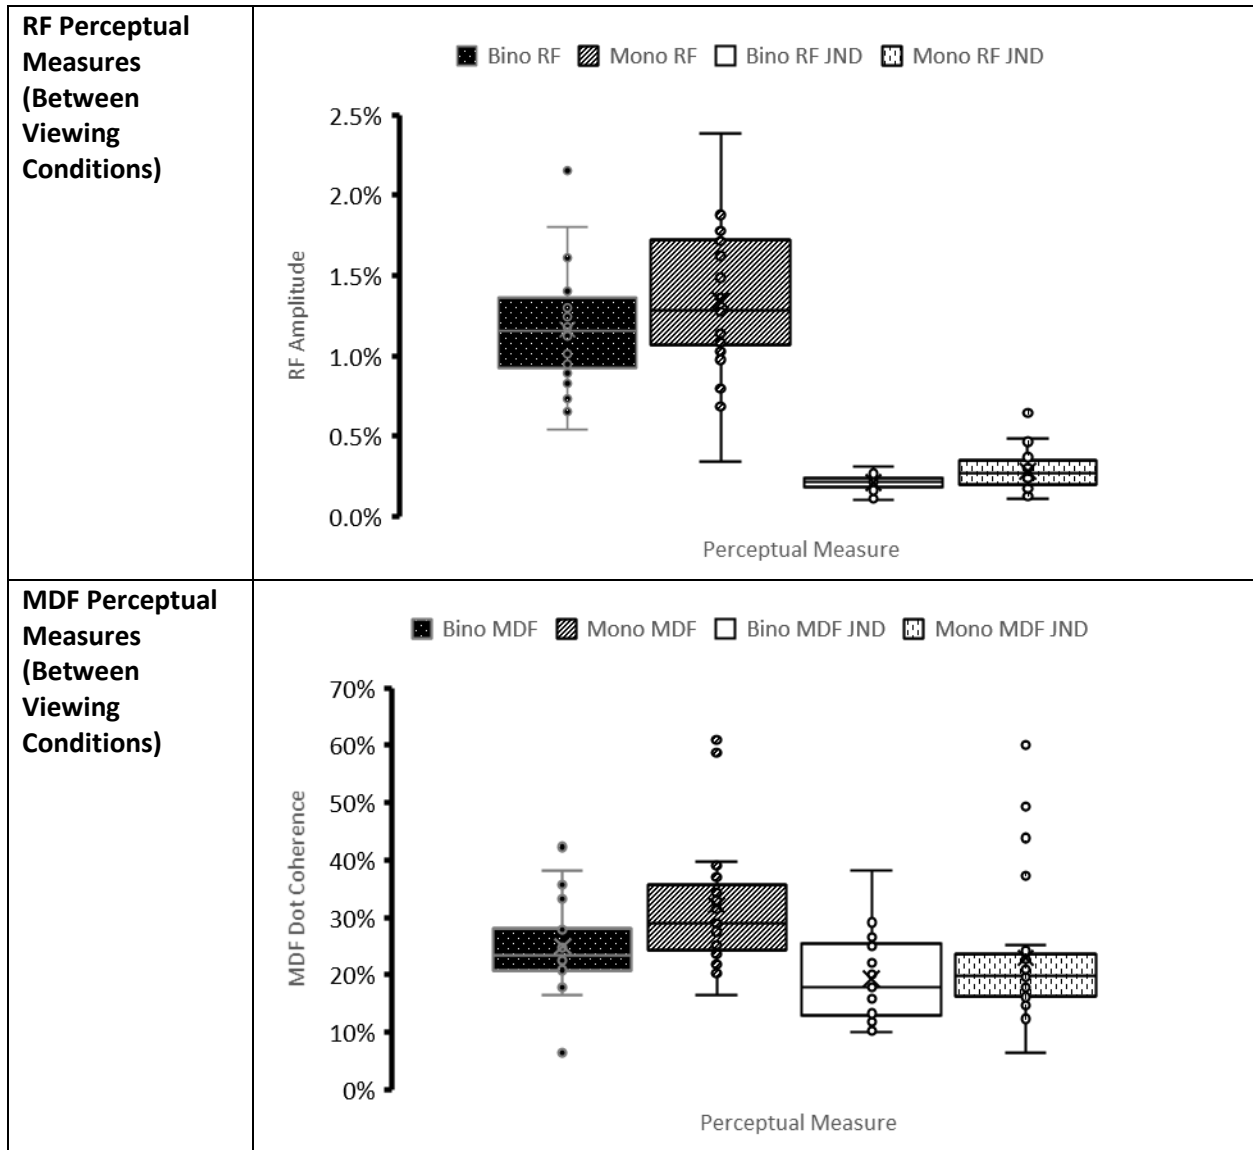 RF Perceptual
Measures
(Between
Viewing
Conditions)
Bino RF Mono RF Bino RF JND Mono RF JND
2.5%
2.0%
1.5%
1.0%
0.5%
0.0%
RF Amplitude
Perceptual Measure
MDF Perceptual
Measures
(Between
Viewing
Conditions)
Bino MDF Mono MDF Bino MDF JND Mono MDF JND
70%
60%
50%
40%
30%
20%
10%
0%
MDF Dot Coherence
Perceptual Measure